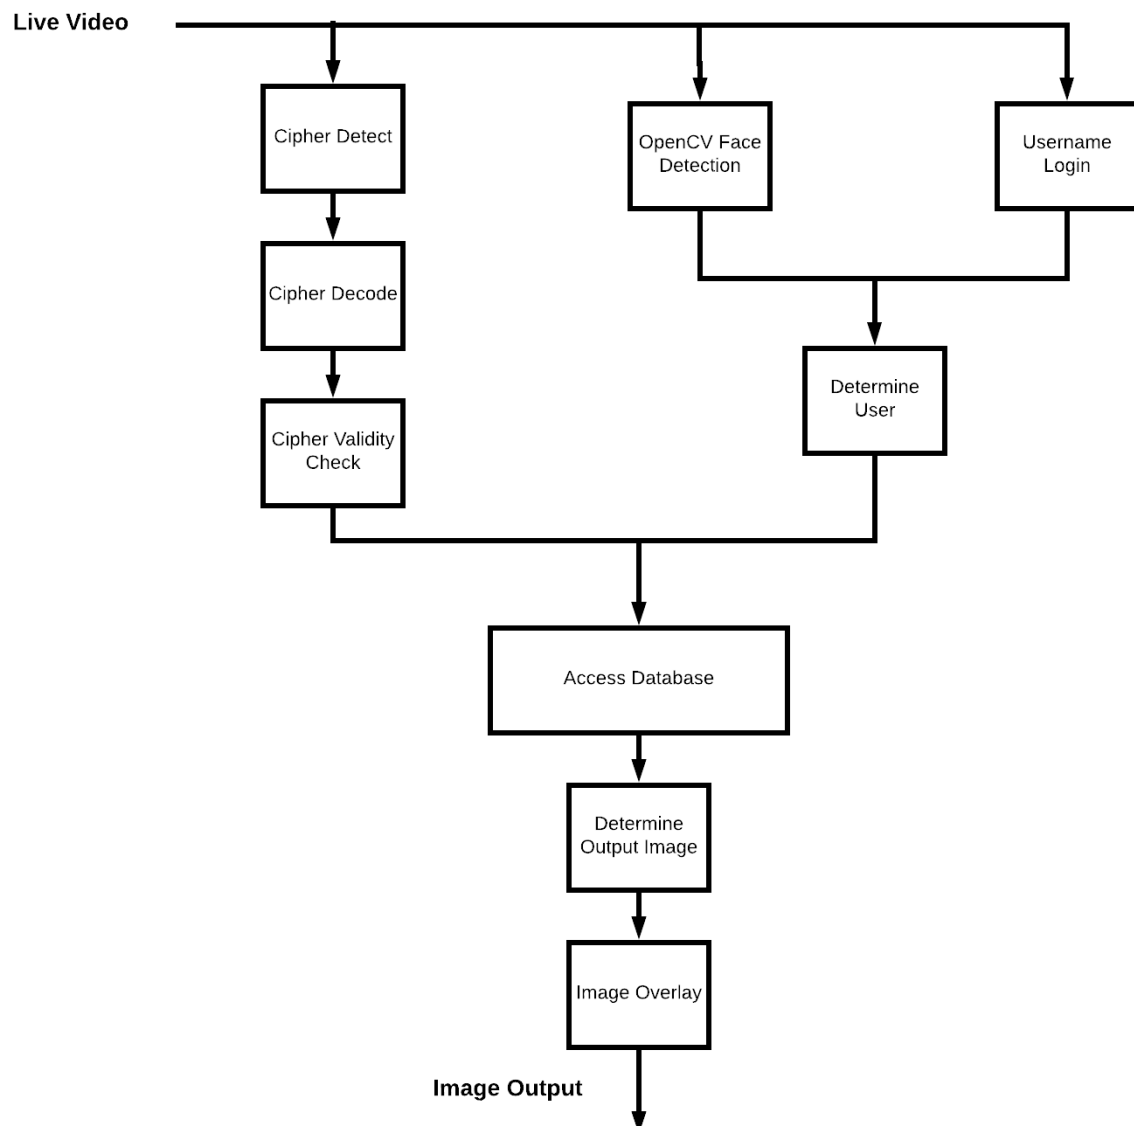 Live Video
Cipher Detect
OpenCV Face
Detection
Username
Login
Cipher Decode
Determine
User
Cipher Validity
Check
Access Database
Determine
Output Image
Image Overlay
Image Output